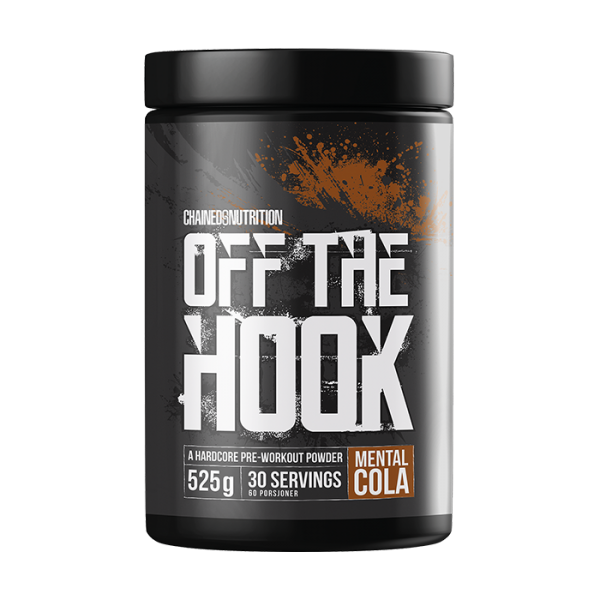 CHAINED NUTRITION
OFF THE
HOOK
A HARDCORE PRE-WORKOUT POWDER
525g
30 SERVINGS
60 PORSJONER
MENTAL
COLA